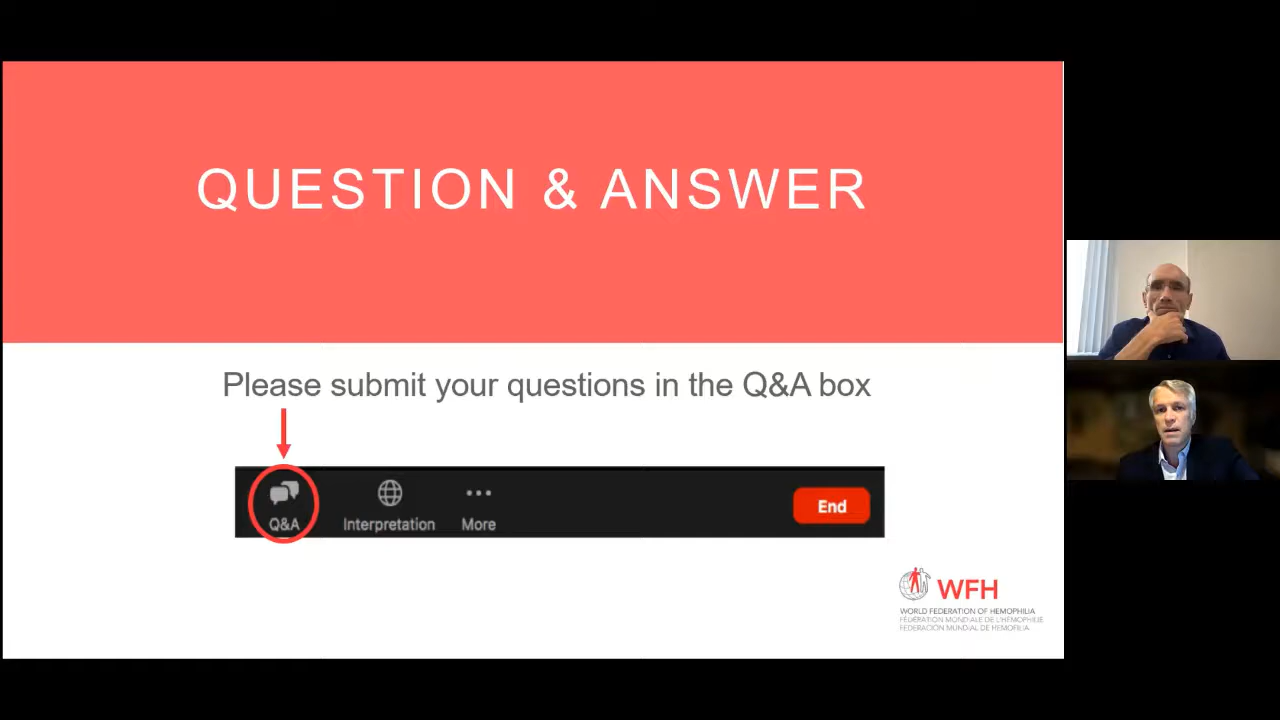 QUESTION & ANSWER
Please submit your questions in the Q&A box
Q&A
Interpretation
More
End
WFH
WORLD FEDERATION OF HEMOPHILIA
FÉDÉRATION MONDIALE DE L'HÉMOPHILIE
FEDERACIÓN MUNDIAL DE HEMOFILIA